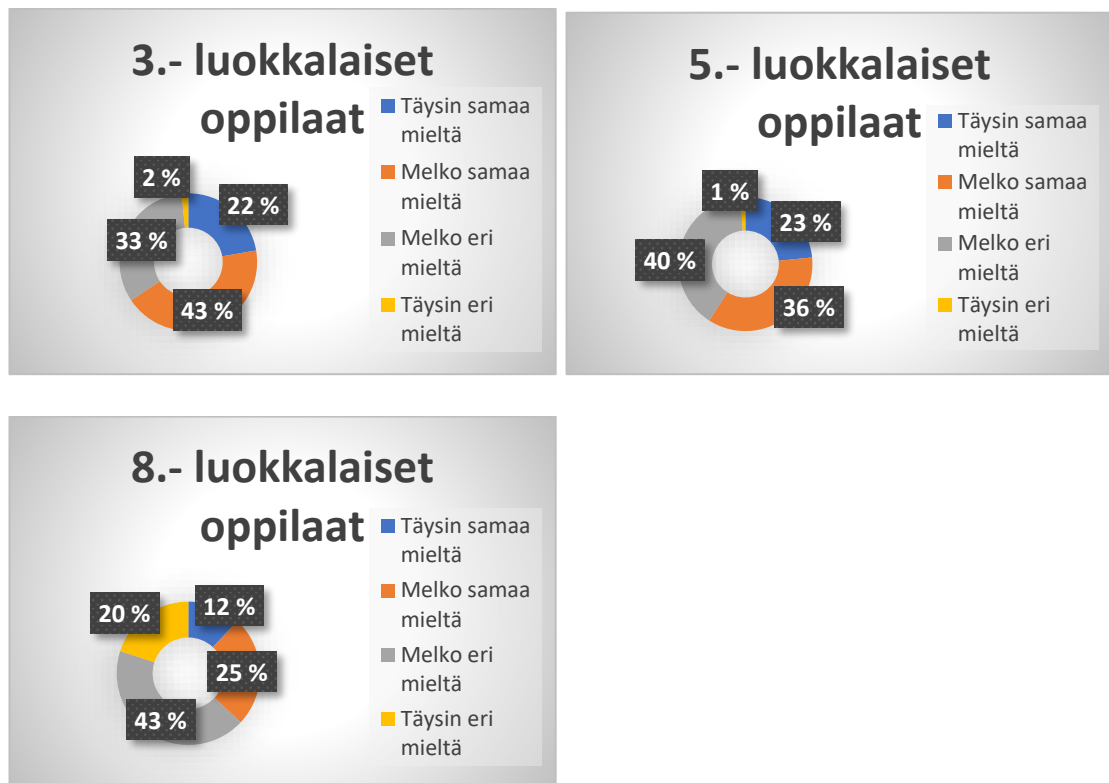 3.- luokkalaiset
oppilaat
Täysin samaa
mieltä
Melko samaa
mieltä
Melko eri
mieltä
Täysin eri
mieltä
2 %
22 %
33 %
43 %
5.- luokkalaiset
oppilaat
Täysin samaa
mieltä
Melko samaa
mieltä
Melko eri
mieltä
Täysin eri
mieltä
1 %
23 %
40 %
36 %
8.- luokkalaiset
oppilaat
Täysin samaa
mieltä
Melko samaa
mieltä
Melko eri
mieltä
Täysin eri
mieltä
20 %
12 %
25 %
43 %